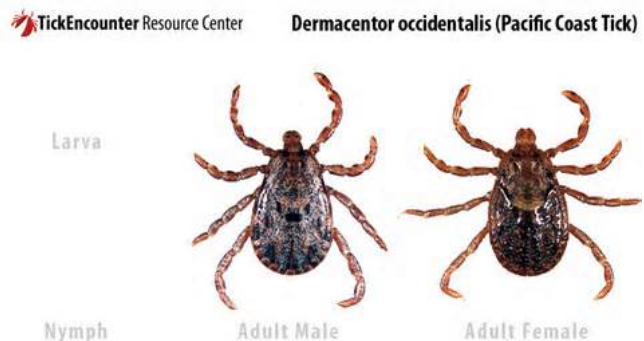 TickEncounter Resource Center
Dermacentor occidentalis (Pacific Coast Tick)
Larva
Nymph
Adult Male
Adult Female